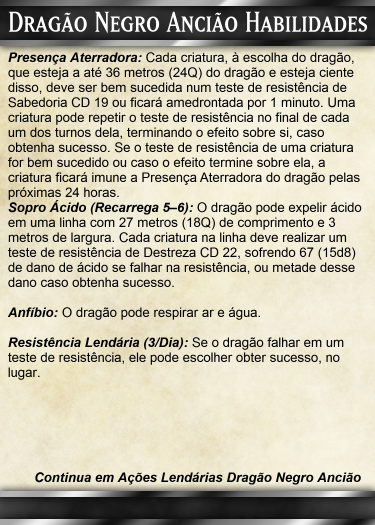 Dragão Negro Ancião Habilidades
Presença Aterradora: Cada criatura, à escolha do dragão,
que esteja a até 36 metros (24Q) do dragão e esteja ciente
disso, deve ser bem sucedida num teste de resistência de
Sabedoria CD 19 ou ficará amedrontada por 1 minuto. Uma
criatura pode repetir o teste de resistência no final de cada
um dos turnos dela, terminando o efeito sobre si, caso
obtenha sucesso. Se o teste de resistência de uma criatura
for bem sucedido ou caso o efeito termine sobre ela, a
criatura ficará imune a Presença Aterradora do dragão pelas
próximas 24 horas.
Sopro Ácido (Recarrega 5–6): O dragão pode expelir ácido
em uma linha com 27 metros (18Q) de comprimento e 3
metros de largura. Cada criatura na linha deve realizar um
teste de resistência de Destreza CD 22, sofrendo 67 (15d8)
de dano de ácido se falhar na resistência, ou metade desse
dano caso obtenha sucesso.
Anfíbio: O dragão pode respirar ar e água.
Resistência Lendária (3/Dia): Se o dragão falhar em um
teste de resistência, ele pode escolher obter sucesso, no
lugar.
Continua em Ações Lendárias Dragão Negro Ancião